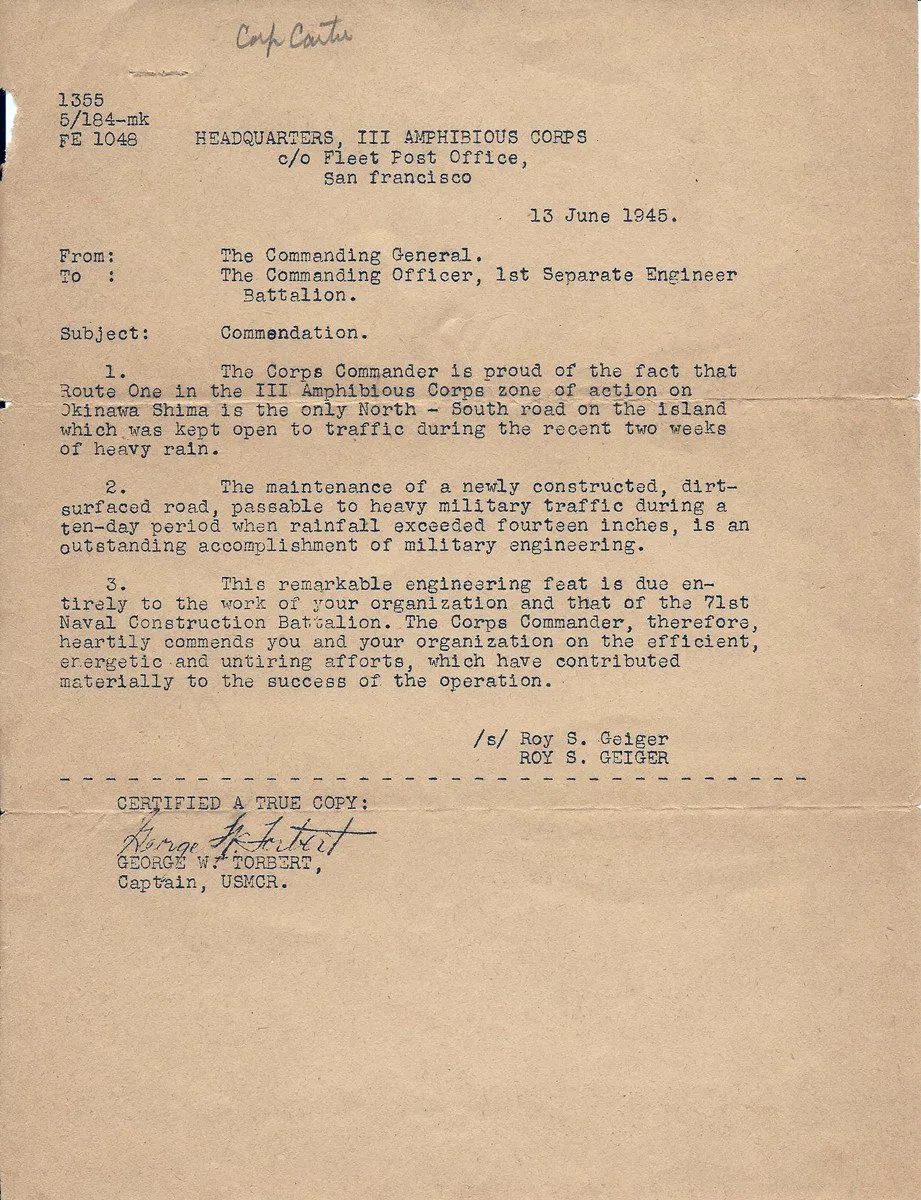 Corp Carter
1355
5/184-mk
FE 1048 HEADQUARTERS, III AMPHIBIOUS CORPS
c/o Fleet Post Office,
San francisco
13 June 1945.
From: The Commanding General.
To : The Commanding Officer, 1st Separate Engineer
Battalion.
Subject: Commendation.
1. The Corps Commander is proud of the fact that
Route One in the III Amphibious Corps zone of action on
Okinawa Shima is the only North - South road on the island
which was kept open to traffic during the recent two weeks
of heavy rain.
2. The maintenance of a newly constructed, dirt-
surfaced road, passable to heavy military traffic during a
ten-day period when rainfall exceeded fourteen inches, is an
outstanding accomplishment of military engineering.
3. This remarkable engineering feat is due en-
tirely to the work of your organization and that of the 71st
Naval Construction Battalion. The Corps Commander, therefore,
heartily commends you and your organization on the efficient,
energetic and untiring afforts, which have contributed
materially to the success of the operation.
/s/ Roy S. Geiger
ROY S. GEIGER
CERTIFIED A TRUE COPY:
George W. Torbert
GEORGE W. TORBERT,
Captain, USMCR.